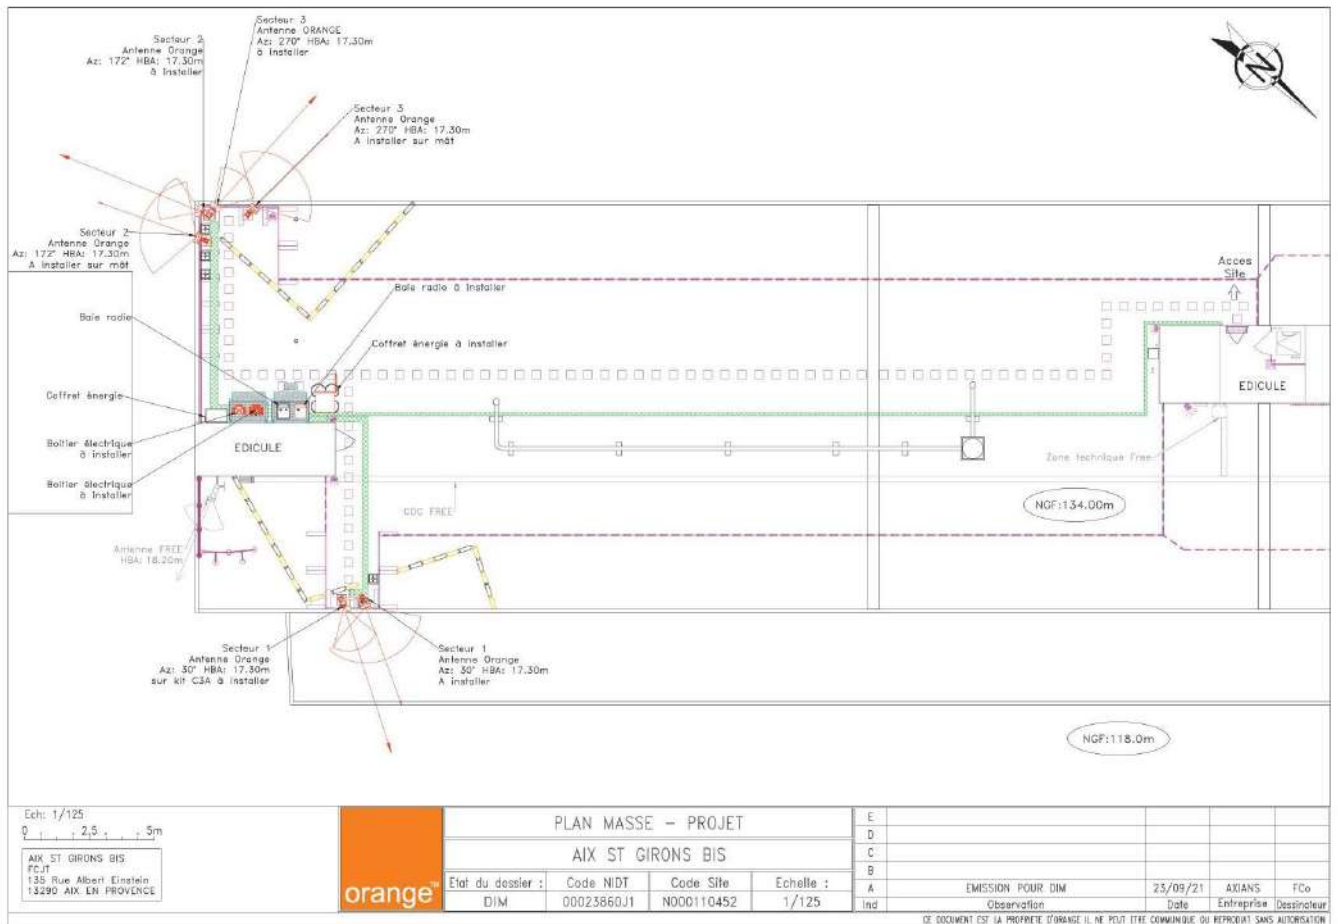 Secteur 3
Antenne ORANGE
Az: 270° HBA: 17.30m
à installer
Secteur 2
Antenne Orange
Az: 172° HBA: 17.30m
à installer
Secteur 3
Antenne Orange
Az: 270° HBA: 17.30m
A installer sur mât
N
Secteur 2
Antenne Orange
Az: 172° HBA: 17.30m
A installer sur mât
Acces
Site
Baie radio à installer
Baie radio
Coffret énergie à installer
EDICULE
Coffret énergie
Boitier électrique
à installer
EDICULE
Zone technique Free
Boitier électrique
à installer
CDC FREE
NGF:134.00m
Antenne FREE
HBA: 18.20m
Secteur 1
Antenne Orange
Az: 30° HBA: 17.30m
sur kit C3A à installer
Secteur 1
Antenne Orange
Az: 30° HBA: 17.30m
A installer
NGF:118.0m
Ech: 1/125
0 2,5 5m
AIX ST GIRONS BIS
FCJT
135 Rue Albert Einstein
13290 AIX EN PROVENCE
orange™
PLAN MASSE - PROJET
AIX ST GIRONS BIS
Etat du dossier : Code NIDT Code Site Echelle :
DIM 00023860J1 N000110452 1/125
E
D
C
B
A EMISSION POUR DIM 23/09/21 AXIANS FCo
Ind Observation Date Entreprise Dessinateur
CE DOCUMENT EST LA PROPRIETE D'ORANGE IL NE PEUT ETRE COMMUNIQUE OU REPRODUIT SANS AUTORISATION